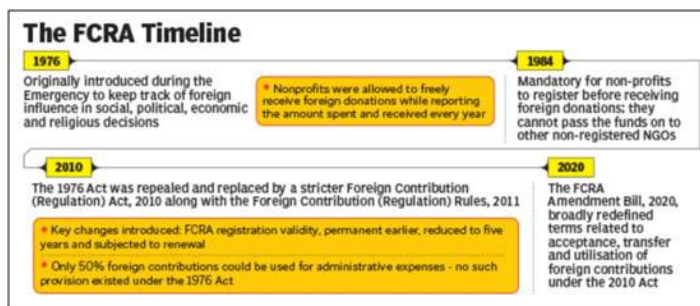 The FCRA Timeline
1976
Originally introduced during the
Emergency to keep track of foreign
influence in social, political, economic
and religious decisions
• Nonprofits were allowed to freely
receive foreign donations while reporting
the amount spent and received every year
1984
Mandatory for non-profits
to register before receiving
foreign donations; they
cannot pass the funds on to
other non-registered NGOs
2010
The 1976 Act was repealed and replaced by a stricter Foreign Contribution
(Regulation) Act, 2010 along with the Foreign Contribution (Regulation) Rules, 2011
• Key changes introduced: FCRA registration validity, permanent earlier, reduced to five
years and subjected to renewal
• Only 50% foreign contributions could be used for administrative expenses - no such
provision existed under the 1976 Act
2020
The FCRA
Amendment Bill, 2020,
broadly redefined
terms related to
acceptance, transfer
and utilisation of
foreign contributions
under the 2010 Act